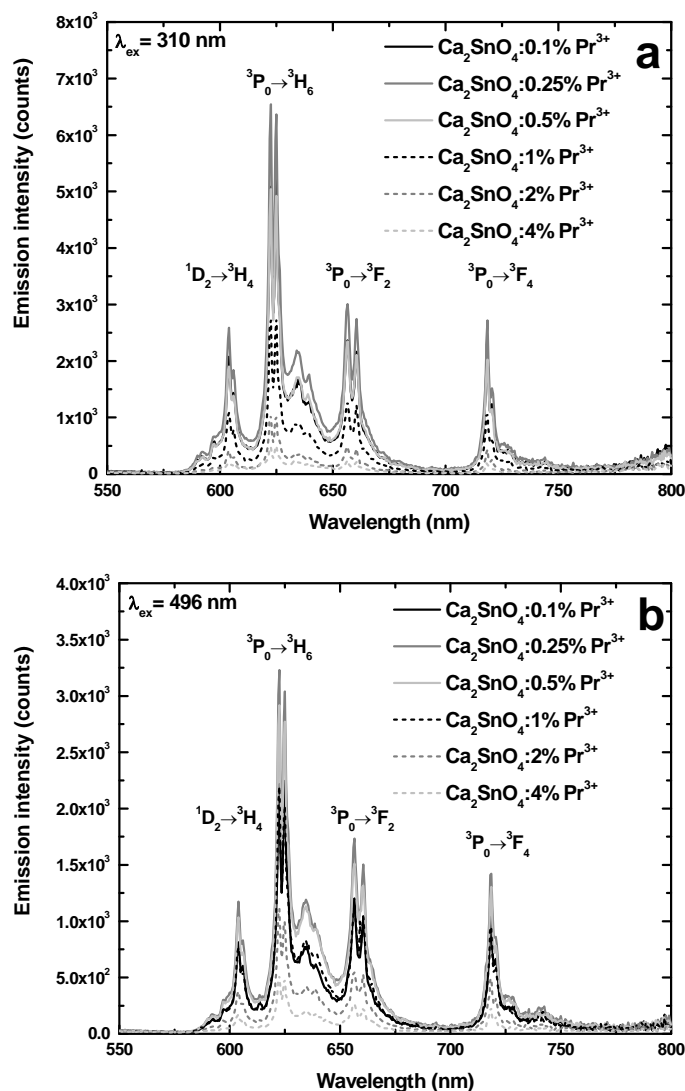 8x10³
7x10³
6x10³
5x10³
4x10³
3x10³
2x10³
1x10³
0
Emission intensity (counts)
λex= 310 nm
a
³P₀→³H₆
¹D₂→³H₄
³P₀→³F₂
³P₀→³F₄
Ca₂SnO₄:0.1% Pr³⁺
Ca₂SnO₄:0.25% Pr³⁺
Ca₂SnO₄:0.5% Pr³⁺
Ca₂SnO₄:1% Pr³⁺
Ca₂SnO₄:2% Pr³⁺
Ca₂SnO₄:4% Pr³⁺
550 600 650 700 750 800
Wavelength (nm)
4.0x10³
3.5x10³
3.0x10³
2.5x10³
2.0x10³
1.5x10³
1.0x10³
5.0x10²
0.0
Emission intensity (counts)
λex= 496 nm
b
³P₀→³H₆
¹D₂→³H₄
³P₀→³F₂
³P₀→³F₄
Ca₂SnO₄:0.1% Pr³⁺
Ca₂SnO₄:0.25% Pr³⁺
Ca₂SnO₄:0.5% Pr³⁺
Ca₂SnO₄:1% Pr³⁺
Ca₂SnO₄:2% Pr³⁺
Ca₂SnO₄:4% Pr³⁺
550 600 650 700 750 800
Wavelength (nm)